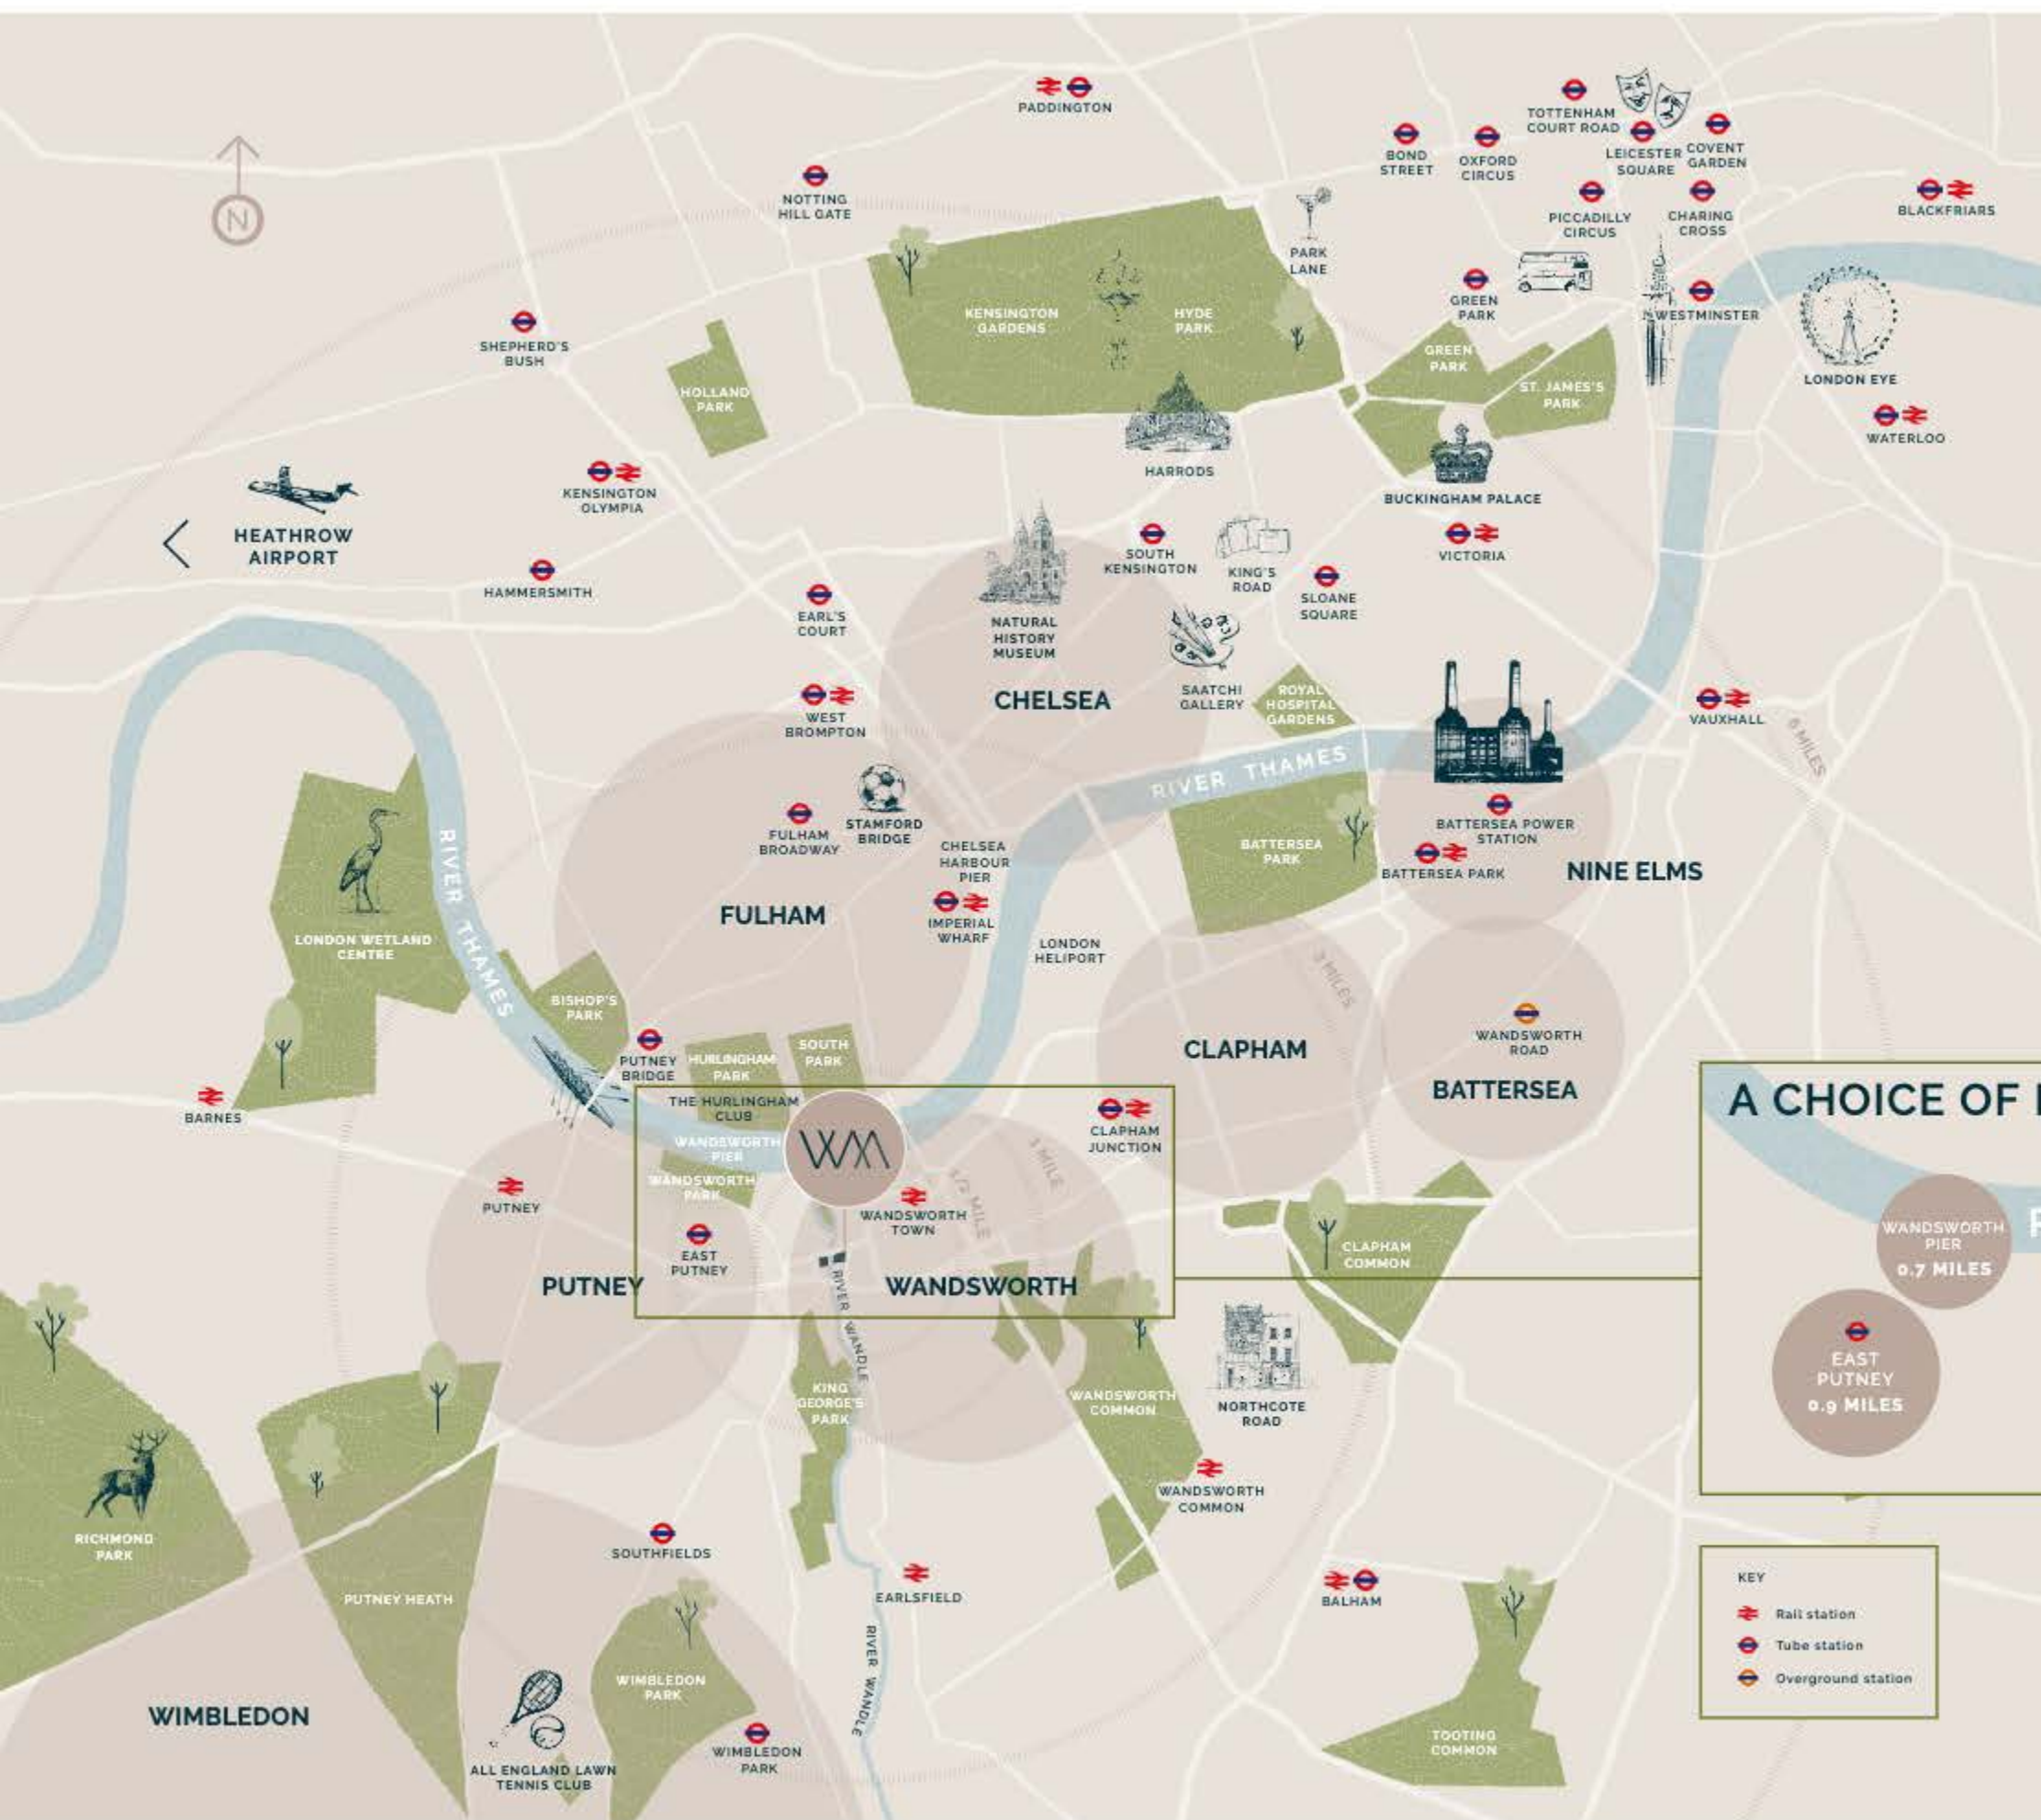 PADDINGTON
TOTTENHAM
COURT ROAD
BOND
STREET
OXFORD
CIRCUS
LEICESTER
SQUARE
COVENT
GARDEN
N
NOTTING
HILL GATE
PICCADILLY
CIRCUS
CHARING
CROSS
BLACKFRIARS
PARK
LANE
GREEN
PARK
WESTMINSTER
KENSINGTON
GARDENS
HYDE
PARK
SHEPHERD'S
BUSH
GREEN
PARK
ST. JAMES'S
PARK
LONDON EYE
HOLLAND
PARK
WATERLOO
HARRODS
BUCKINGHAM PALACE
KENSINGTON
OLYMPIA
HEATHROW
AIRPORT
VICTORIA
SOUTH
KENSINGTON
KING'S
ROAD
SLOANE
SQUARE
HAMMERSMITH
EARL'S
COURT
NATURAL
HISTORY
MUSEUM
CHELSEA
SAATCHI
GALLERY
ROYAL
HOSPITAL
GARDENS
WEST
BROMPTON
VAUXHALL
6 MILES
RIVER THAMES
FULHAM
BROADWAY
STAMFORD
BRIDGE
CHELSEA
HARBOUR
PIER
BATTERSEA
PARK
BATTERSEA POWER
STATION
BATTERSEA PARK
NINE ELMS
RIVER THAMES
FULHAM
IMPERIAL
WHARF
LONDON
HELIPORT
3 MILES
LONDON WETLAND
CENTRE
BISHOP'S
PARK
PUTNEY
BRIDGE
HURLINGHAM
PARK
SOUTH
PARK
CLAPHAM
WANDSWORTH
ROAD
BATTERSEA
BARNES
THE HURLINGHAM
CLUB
WANDSWORTH
PIER
WM
CLAPHAM
JUNCTION
1 MILE
1/2 MILE
WANDSWORTH
PARK
PUTNEY
WANDSWORTH
TOWN
EAST
PUTNEY
PUTNEY
WANDSWORTH
CLAPHAM
COMMON
RIVER WANDLE
KING
GEORGE'S
PARK
WANDSWORTH
COMMON
NORTHCOTE
ROAD
WANDSWORTH
COMMON
RICHMOND
PARK
SOUTHFIELDS
PUTNEY HEATH
EARLSFIELD
BALHAM
RIVER WANDLE
WIMBLEDON
WIMBLEDON
PARK
WIMBLEDON
PARK
ALL ENGLAND LAWN
TENNIS CLUB
TOOTING
COMMON
A CHOICE OF
WANDSWORTH
PIER
0.7 MILES
EAST
PUTNEY
0.9 MILES
KEY
Rail station
Tube station
Overground station